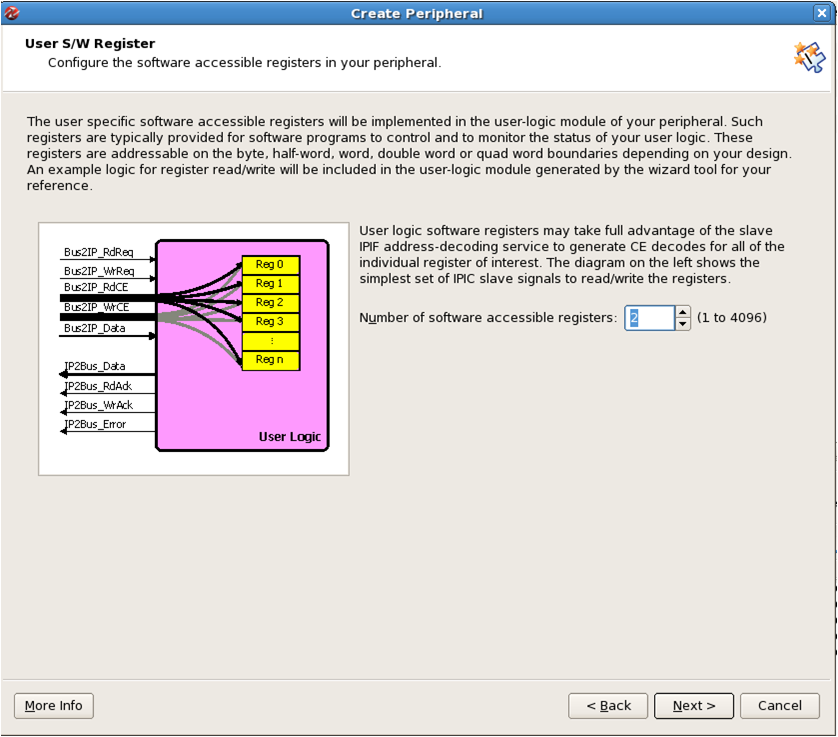 Create Peripheral
User S/W Register
Configure the software accessible registers in your peripheral.
The user specific software accessible registers will be implemented in the user-logic module of your peripheral. Such
registers are typically provided for software programs to control and to monitor the status of your user logic. These
registers are addressable on the byte, half-word, word, double word or quad word boundaries depending on your design.
An example logic for register read/write will be included in the user-logic module generated by the wizard tool for your
reference.
Bus2IP_RdReq
Bus2IP_WrReq
Bus2IP_RdCE
Bus2IP_WrCE
Bus2IP_Data
IP2Bus_Data
IP2Bus_RdAck
IP2Bus_WrAck
IP2Bus_Error
Reg 0
Reg 1
Reg 2
Reg 3
:
Reg n
User Logic
User logic software registers may take full advantage of the slave
IPIF address-decoding service to generate CE decodes for all of the
individual register of interest. The diagram on the left shows the
simplest set of IPIC slave signals to read/write the registers.
Number of software accessible registers: 2 (1 to 4096)
More Info
< Back
Next >
Cancel